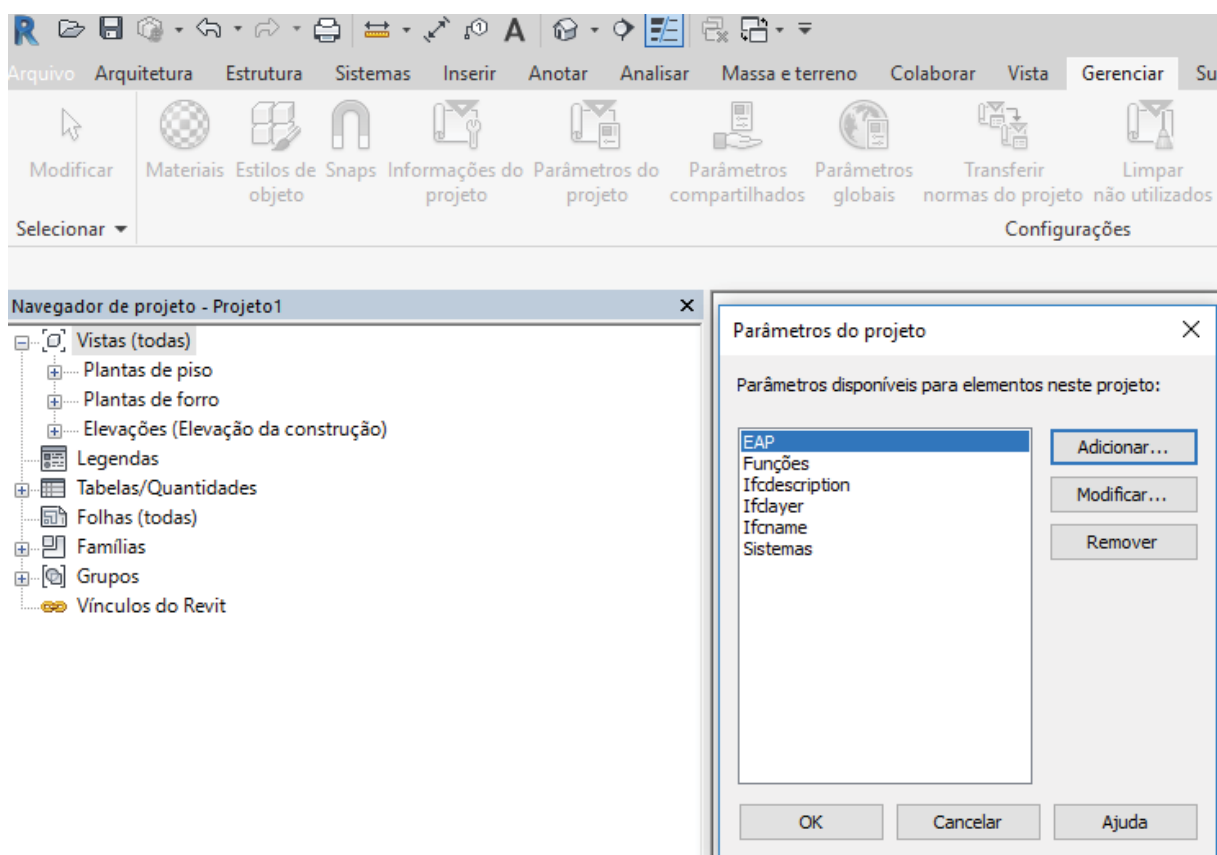 Arquivo Arquitetura Estrutura Sistemas Inserir Anotar Analisar Massa e terreno Colaborar Vista Gerenciar Su
Modificar Materiais Estilos de objeto Snaps Informações do projeto Parâmetros do projeto Parâmetros compartilhados Parâmetros globais Transferir normas do projeto Limpar não utilizados
Selecionar Configurações
Navegador de projeto - Projeto1
Vistas (todas)
Plantas de piso
Plantas de forro
Elevações (Elevação da construção)
Legendas
Tabelas/Quantidades
Folhas (todas)
Famílias
Grupos
Vínculos do Revit
Parâmetros do projeto
Parâmetros disponíveis para elementos neste projeto:
EAP
Funções
Ifcdescription
Ifclayer
Ifcname
Sistemas
Adicionar...
Modificar...
Remover
OK Cancelar Ajuda